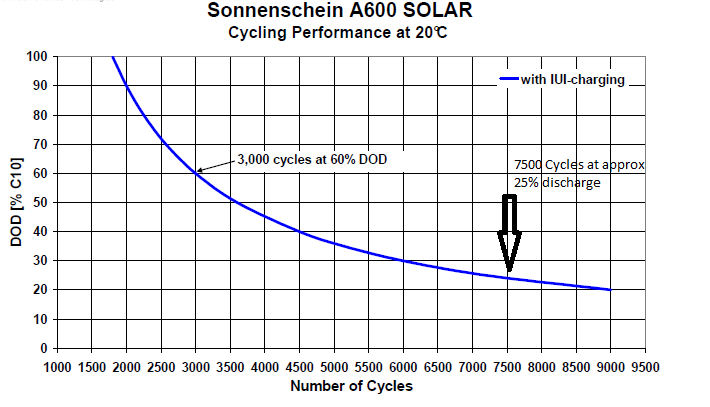 Sonnenschein A600 SOLAR
Cycling Performance at 20°C
100
90
80
70
60
50
40
30
20
10
0
DOD [% C10]
with IUI-charging
3,000 cycles at 60% DOD
7500 Cycles at approx
25% discharge
1000 1500 2000 2500 3000 3500 4000 4500 5000 5500 6000 6500 7000 7500 8000 8500 9000 9500
Number of Cycles